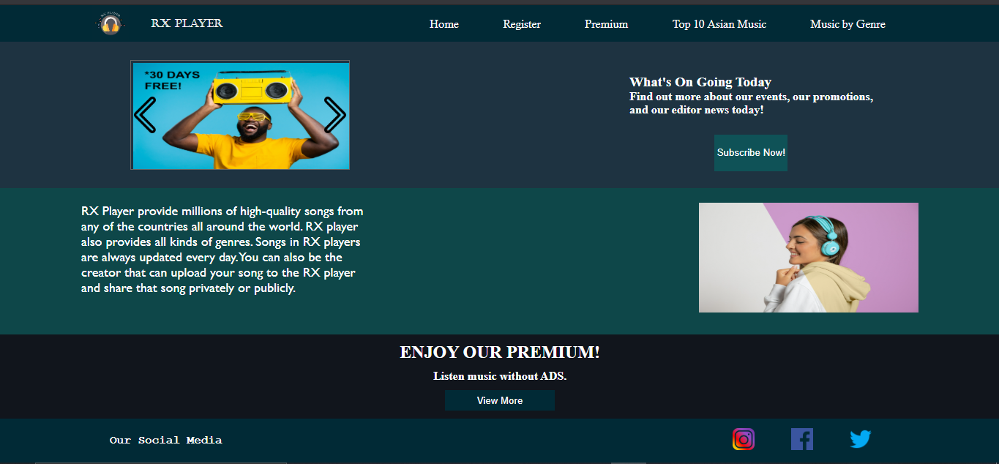 RX PLAYER
RX PLAYER
Home
Register
Premium
Top 10 Asian Music
Music by Genre
*30 DAYS
FREE!
What's On Going Today
Find out more about our events, our promotions,
and our editor news today!
Subscribe Now!
RX Player provide millions of high-quality songs from
any of the countries all around the world. RX player
also provides all kinds of genres. Songs in RX players
are always updated every day. You can also be the
creator that can upload your song to the RX player
and share that song privately or publicly.
ENJOY OUR PREMIUM!
Listen music without ADS.
View More
Our Social Media